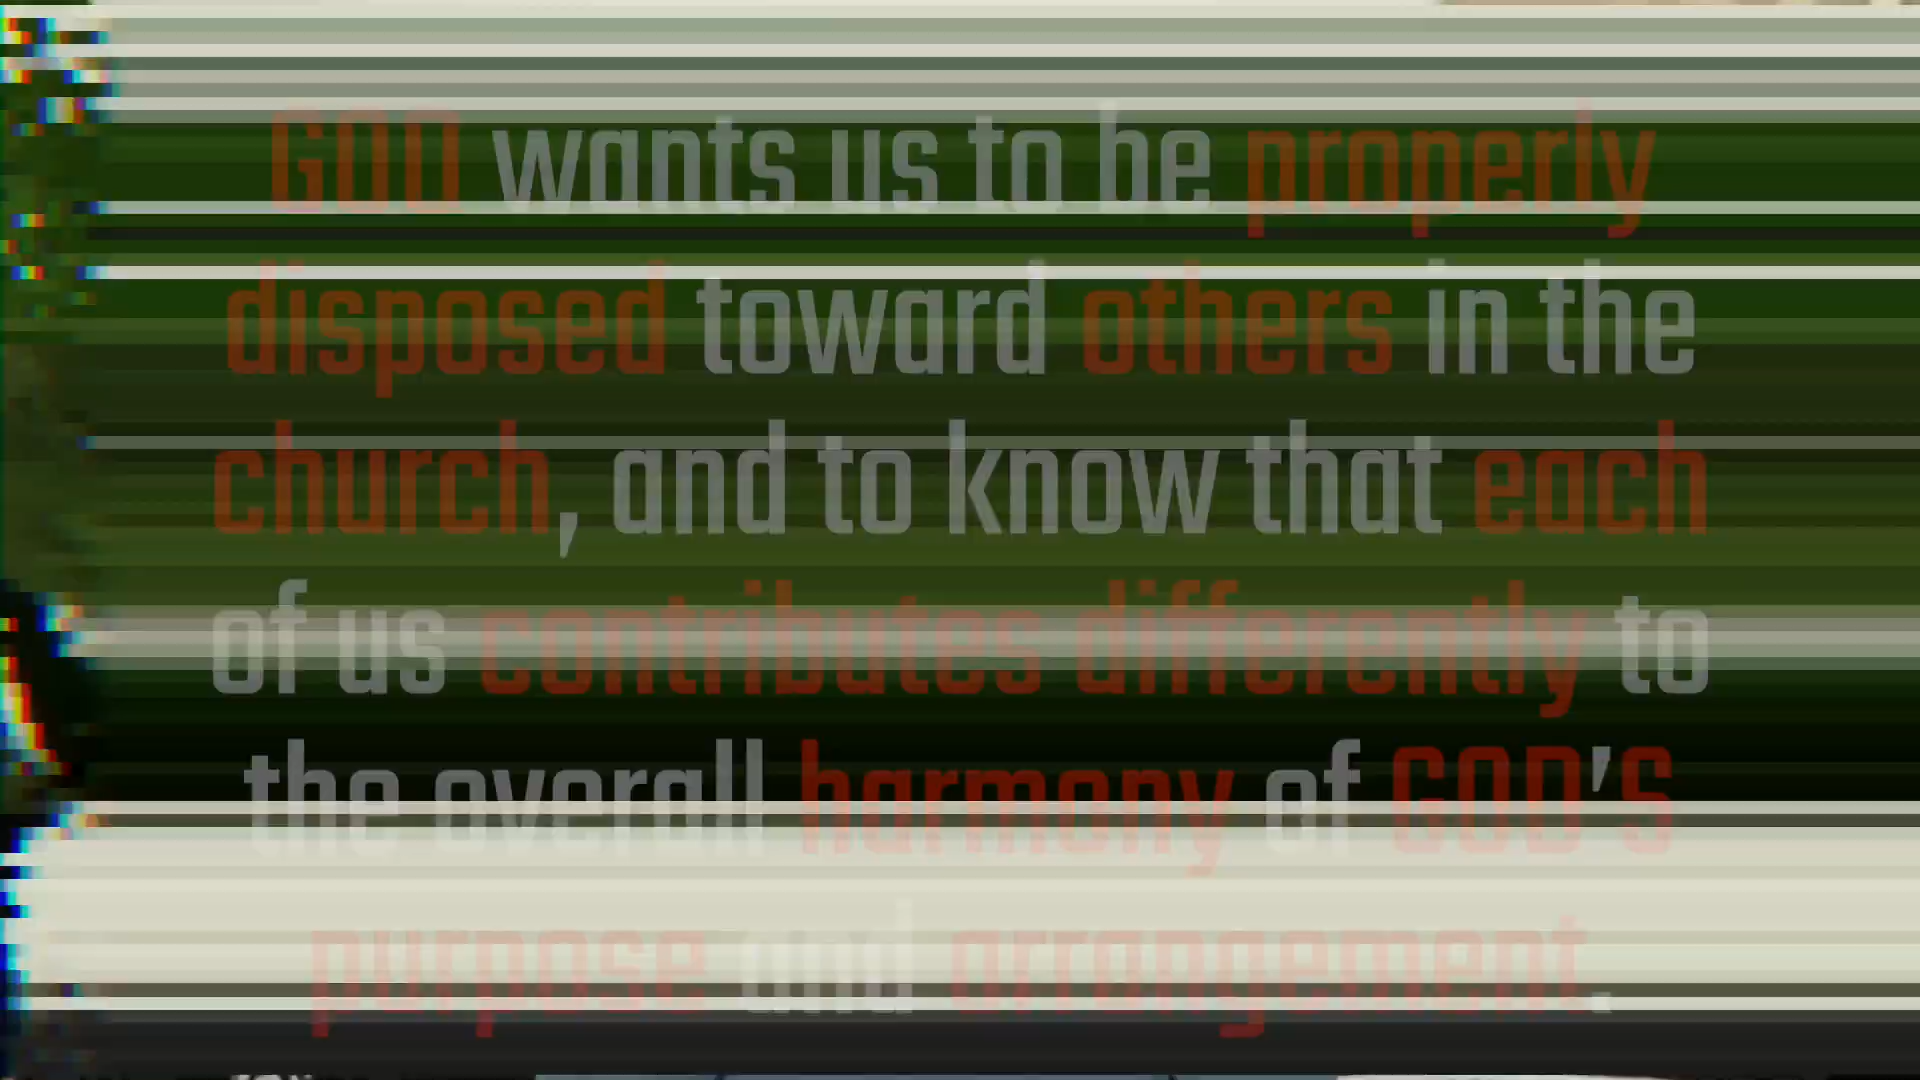 GOD wants us to be properly
disposed toward others in the
church, and to know that each
of us contributes differently to
the overall harmony of GOD'S
purpose and arrangement.